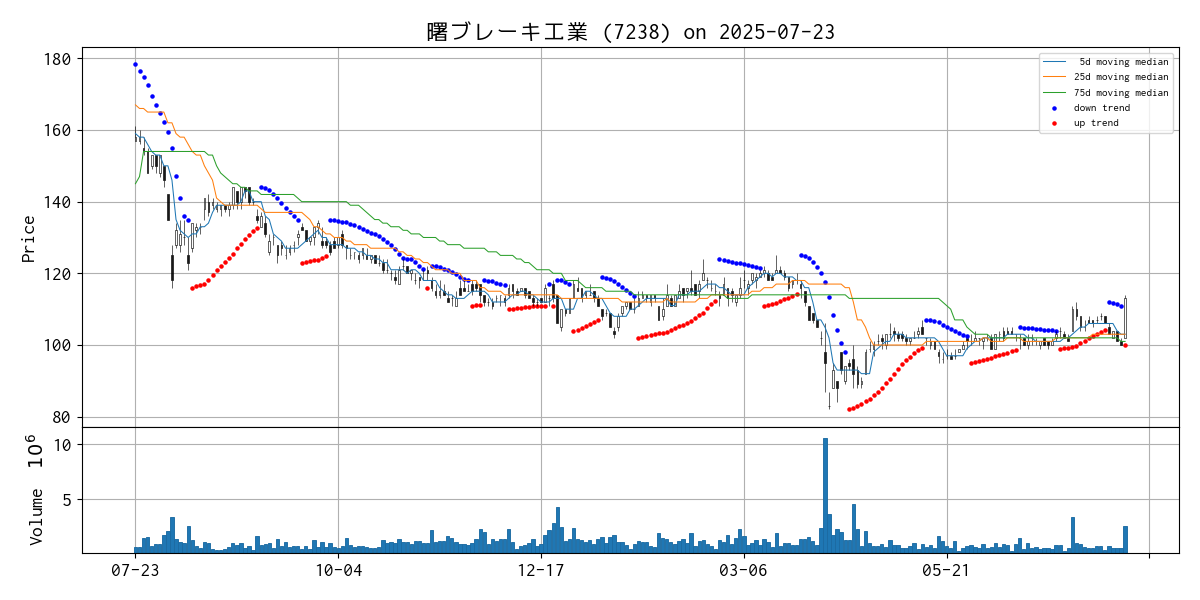 曙ブレーキ工業 (7238) on 2025-07-23
180
160
140
120
100
80
Price
5d moving median
25d moving median
75d moving median
down trend
up trend
10
5
Volume 10^6
07-23
10-04
12-17
03-06
05-21